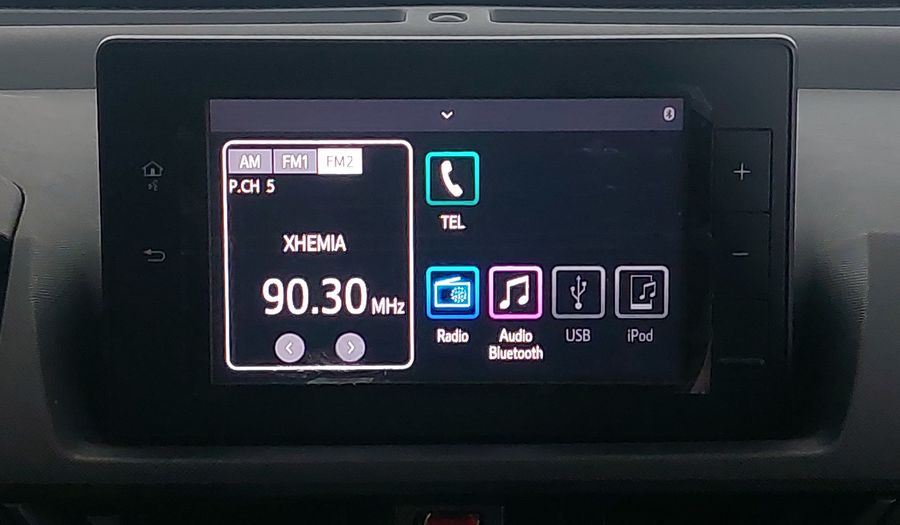 AM FM1 FM2
P.CH 5
XHEMIA
90.30 MHz
TEL
Radio
Audio
Bluetooth
USB
iPod
+
−